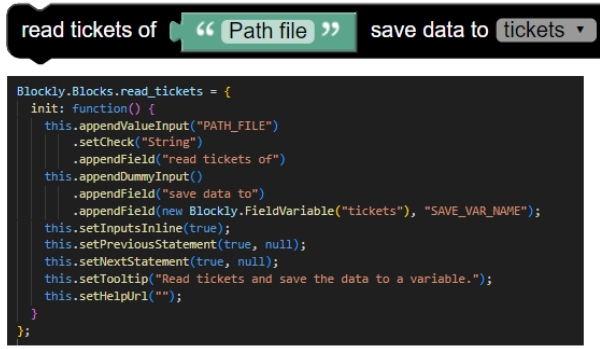 read tickets of “ Path file ” save data to tickets ▾
Blockly.Blocks.read_tickets = {
  init: function() {
    this.appendValueInput("PATH_FILE")
        .setCheck("String")
        .appendField("read tickets of")
    this.appendDummyInput()
        .appendField("save data to")
        .appendField(new Blockly.FieldVariable("tickets"), "SAVE_VAR_NAME");
    this.setInputsInline(true);
    this.setPreviousStatement(true, null);
    this.setNextStatement(true, null);
    this.setTooltip("Read tickets and save the data to a variable.");
    this.setHelpUrl("");
  }
};